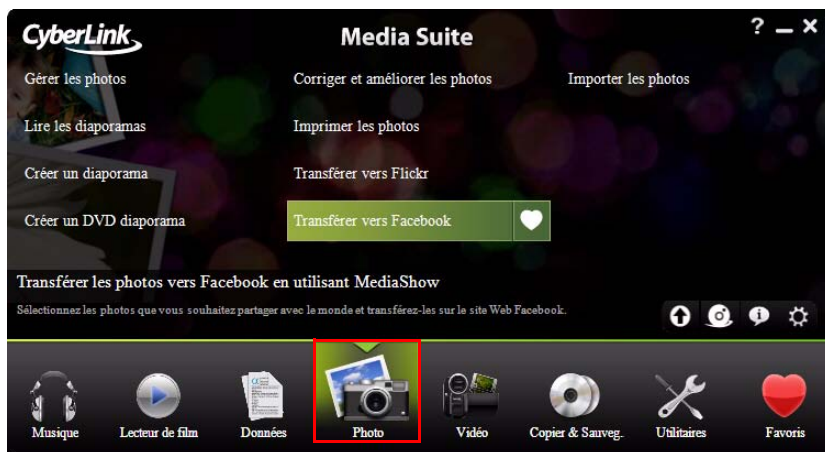 CyberLink
Media Suite
? _ ×
Gérer les photos
Corriger et améliorer les photos
Importer les photos
Lire les diaporamas
Imprimer les photos
Créer un diaporama
Transférer vers Flickr
Créer un DVD diaporama
Transférer vers Facebook
Transférer les photos vers Facebook en utilisant MediaShow
Sélectionnez les photos que vous souhaitez partager avec le monde et transférez-les sur le site Web Facebook.
Musique
Lecteur de film
Données
Photo
Vidéo
Copier & Sauveg..
Utilitaires
Favoris